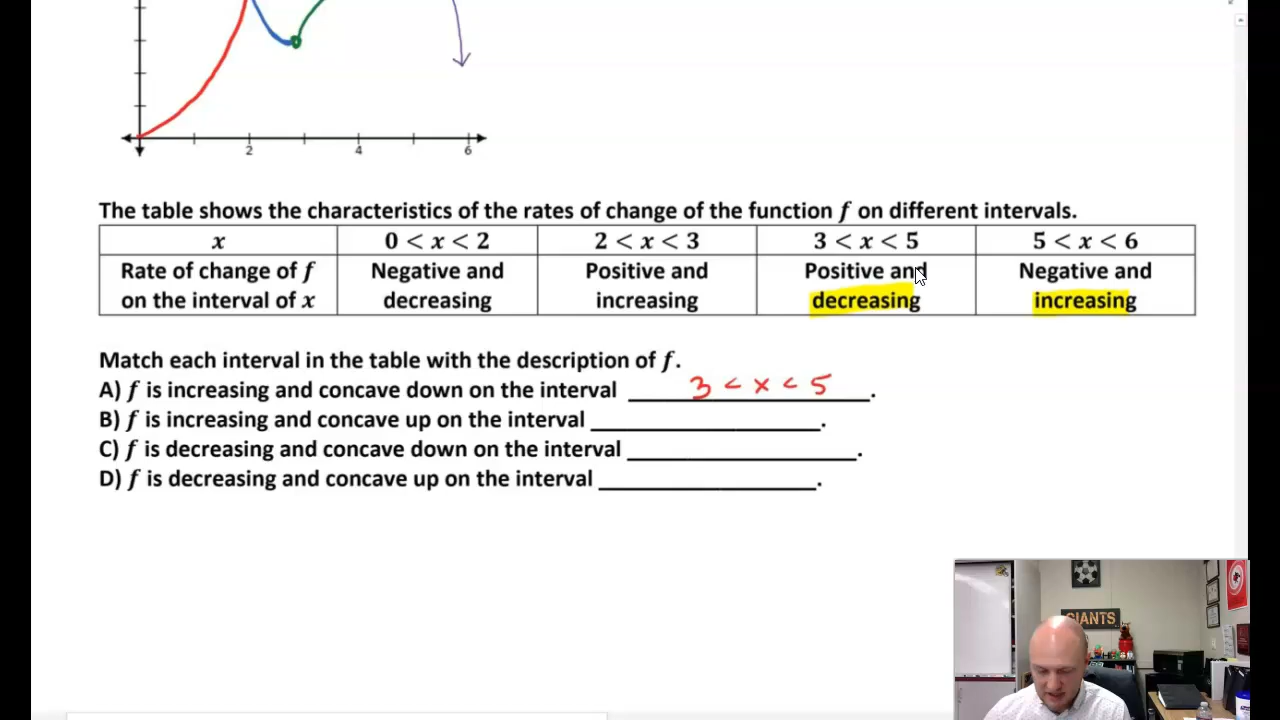 2 4 6
The table shows the characteristics of the rates of change of the function f on different intervals.
x 0 < x < 2 2 < x < 3 3 < x < 5 5 < x < 6
Rate of change of f on the interval of x Negative and decreasing Positive and increasing Positive and decreasing Negative and increasing
Match each interval in the table with the description of f.
A) f is increasing and concave down on the interval 3 < x < 5.
B) f is increasing and concave up on the interval ____________________.
C) f is decreasing and concave down on the interval ____________________.
D) f is decreasing and concave up on the interval ____________________.
GIANTS